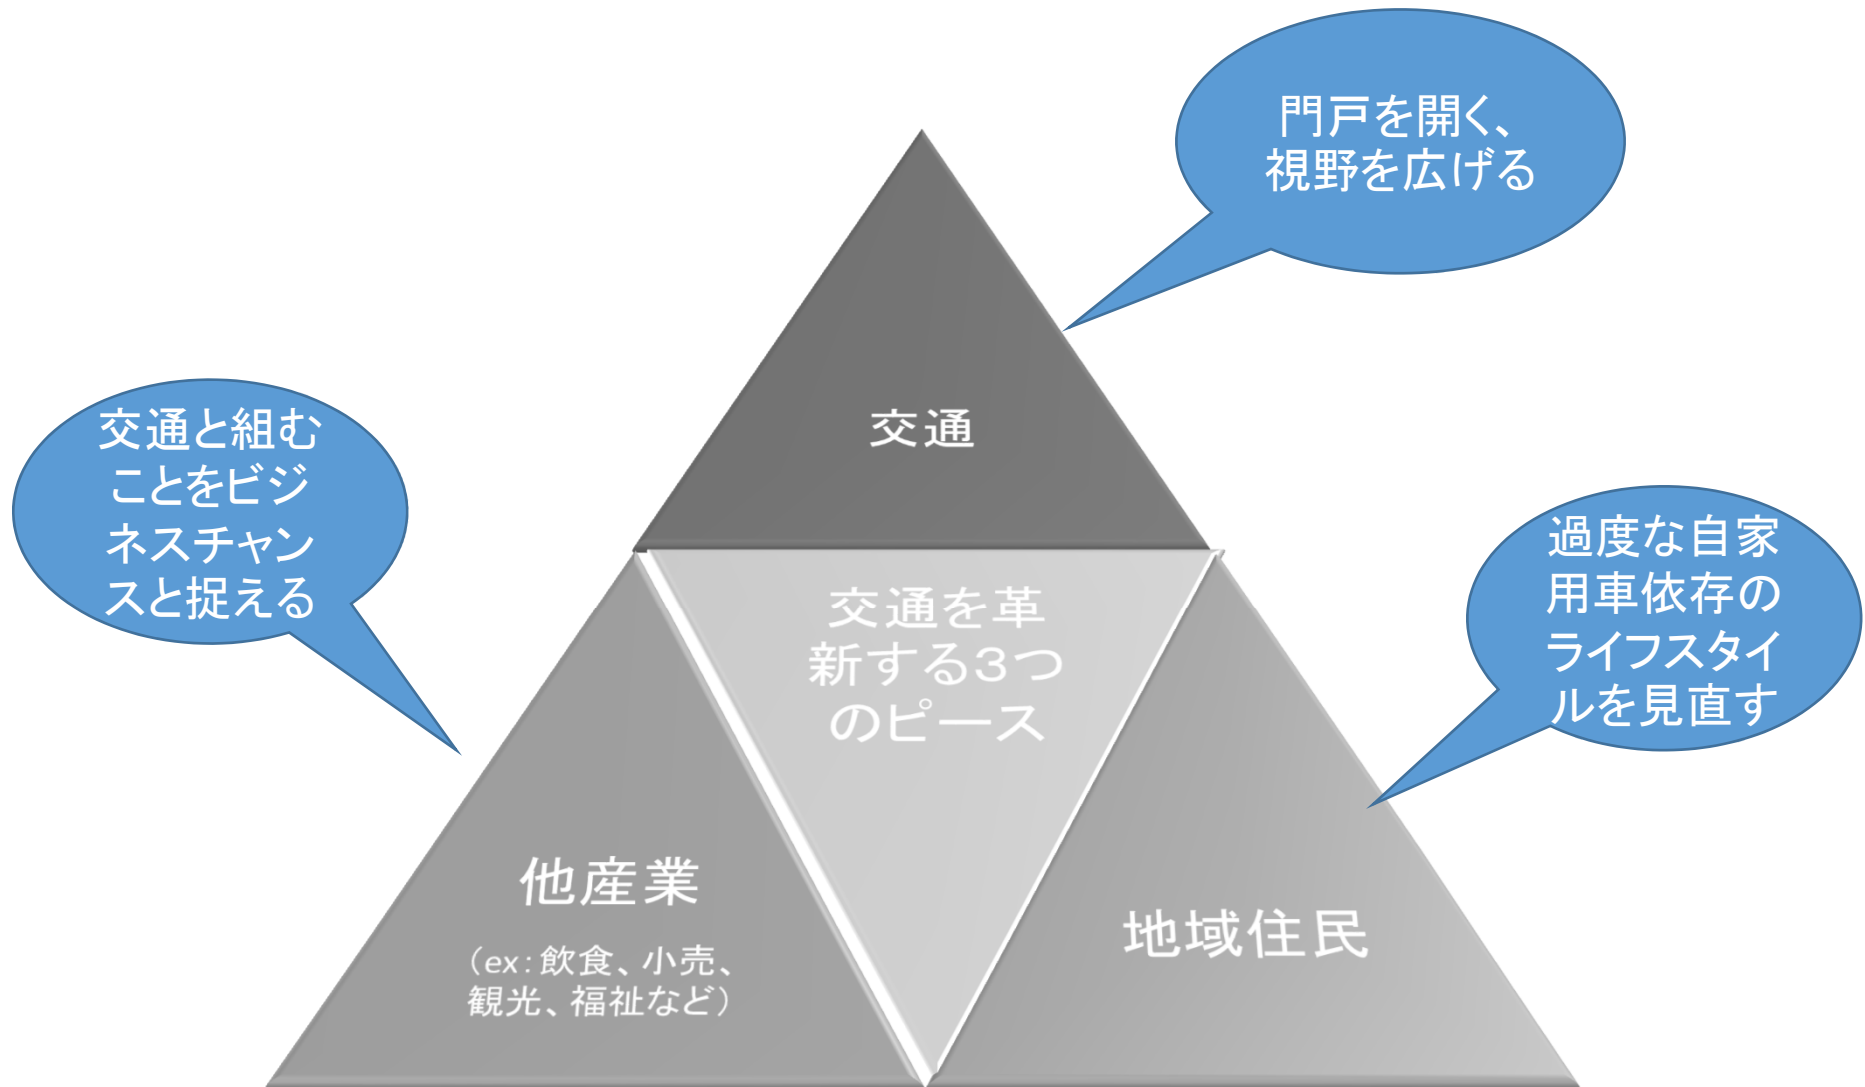 門戸を開く、
視野を広げる
交通
交通と組む
ことをビジ
ネスチャン
スと捉える
過度な自家
用車依存の
ライフスタイ
ルを見直す
交通を革
新する３つ
のピース
他産業
（ex：飲食、小売、
観光、福祉など）
地域住民